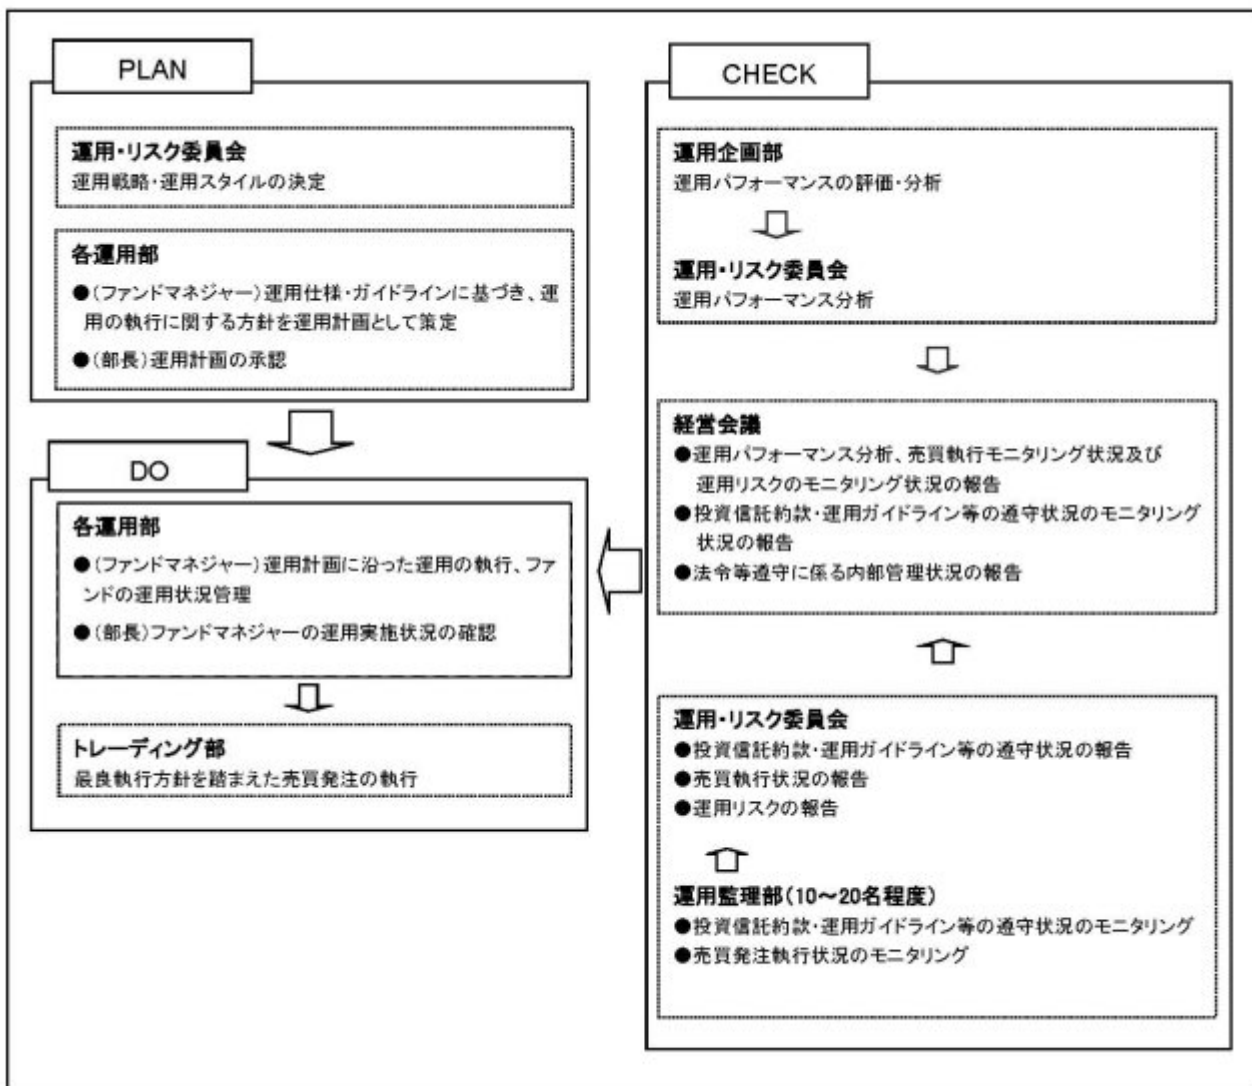 PLAN
運用・リスク委員会
運用戦略・運用スタイルの決定
各運用部
●(ファンドマネジャー)運用仕様・ガイドラインに基づき、運
用の執行に関する方針を運用計画として策定
●(部長)運用計画の承認
DO
各運用部
●(ファンドマネジャー)運用計画に沿った運用の執行、ファ
ンドの運用状況管理
●(部長)ファンドマネジャーの運用実施状況の確認
トレーディング部
最良執行方針を踏まえた売買発注の執行
CHECK
運用企画部
運用パフォーマンスの評価・分析
運用・リスク委員会
運用パフォーマンス分析
経営会議
●運用パフォーマンス分析、売買執行モニタリング状況及び
運用リスクのモニタリング状況の報告
●投資信託約款・運用ガイドライン等の遵守状況のモニタリング
状況の報告
●法令等遵守に係る内部管理状況の報告
運用・リスク委員会
●投資信託約款・運用ガイドライン等の遵守状況の報告
●売買執行状況の報告
●運用リスクの報告
運用監理部(10～20名程度)
●投資信託約款・運用ガイドライン等の遵守状況のモニタリング
●売買発注執行状況のモニタリング